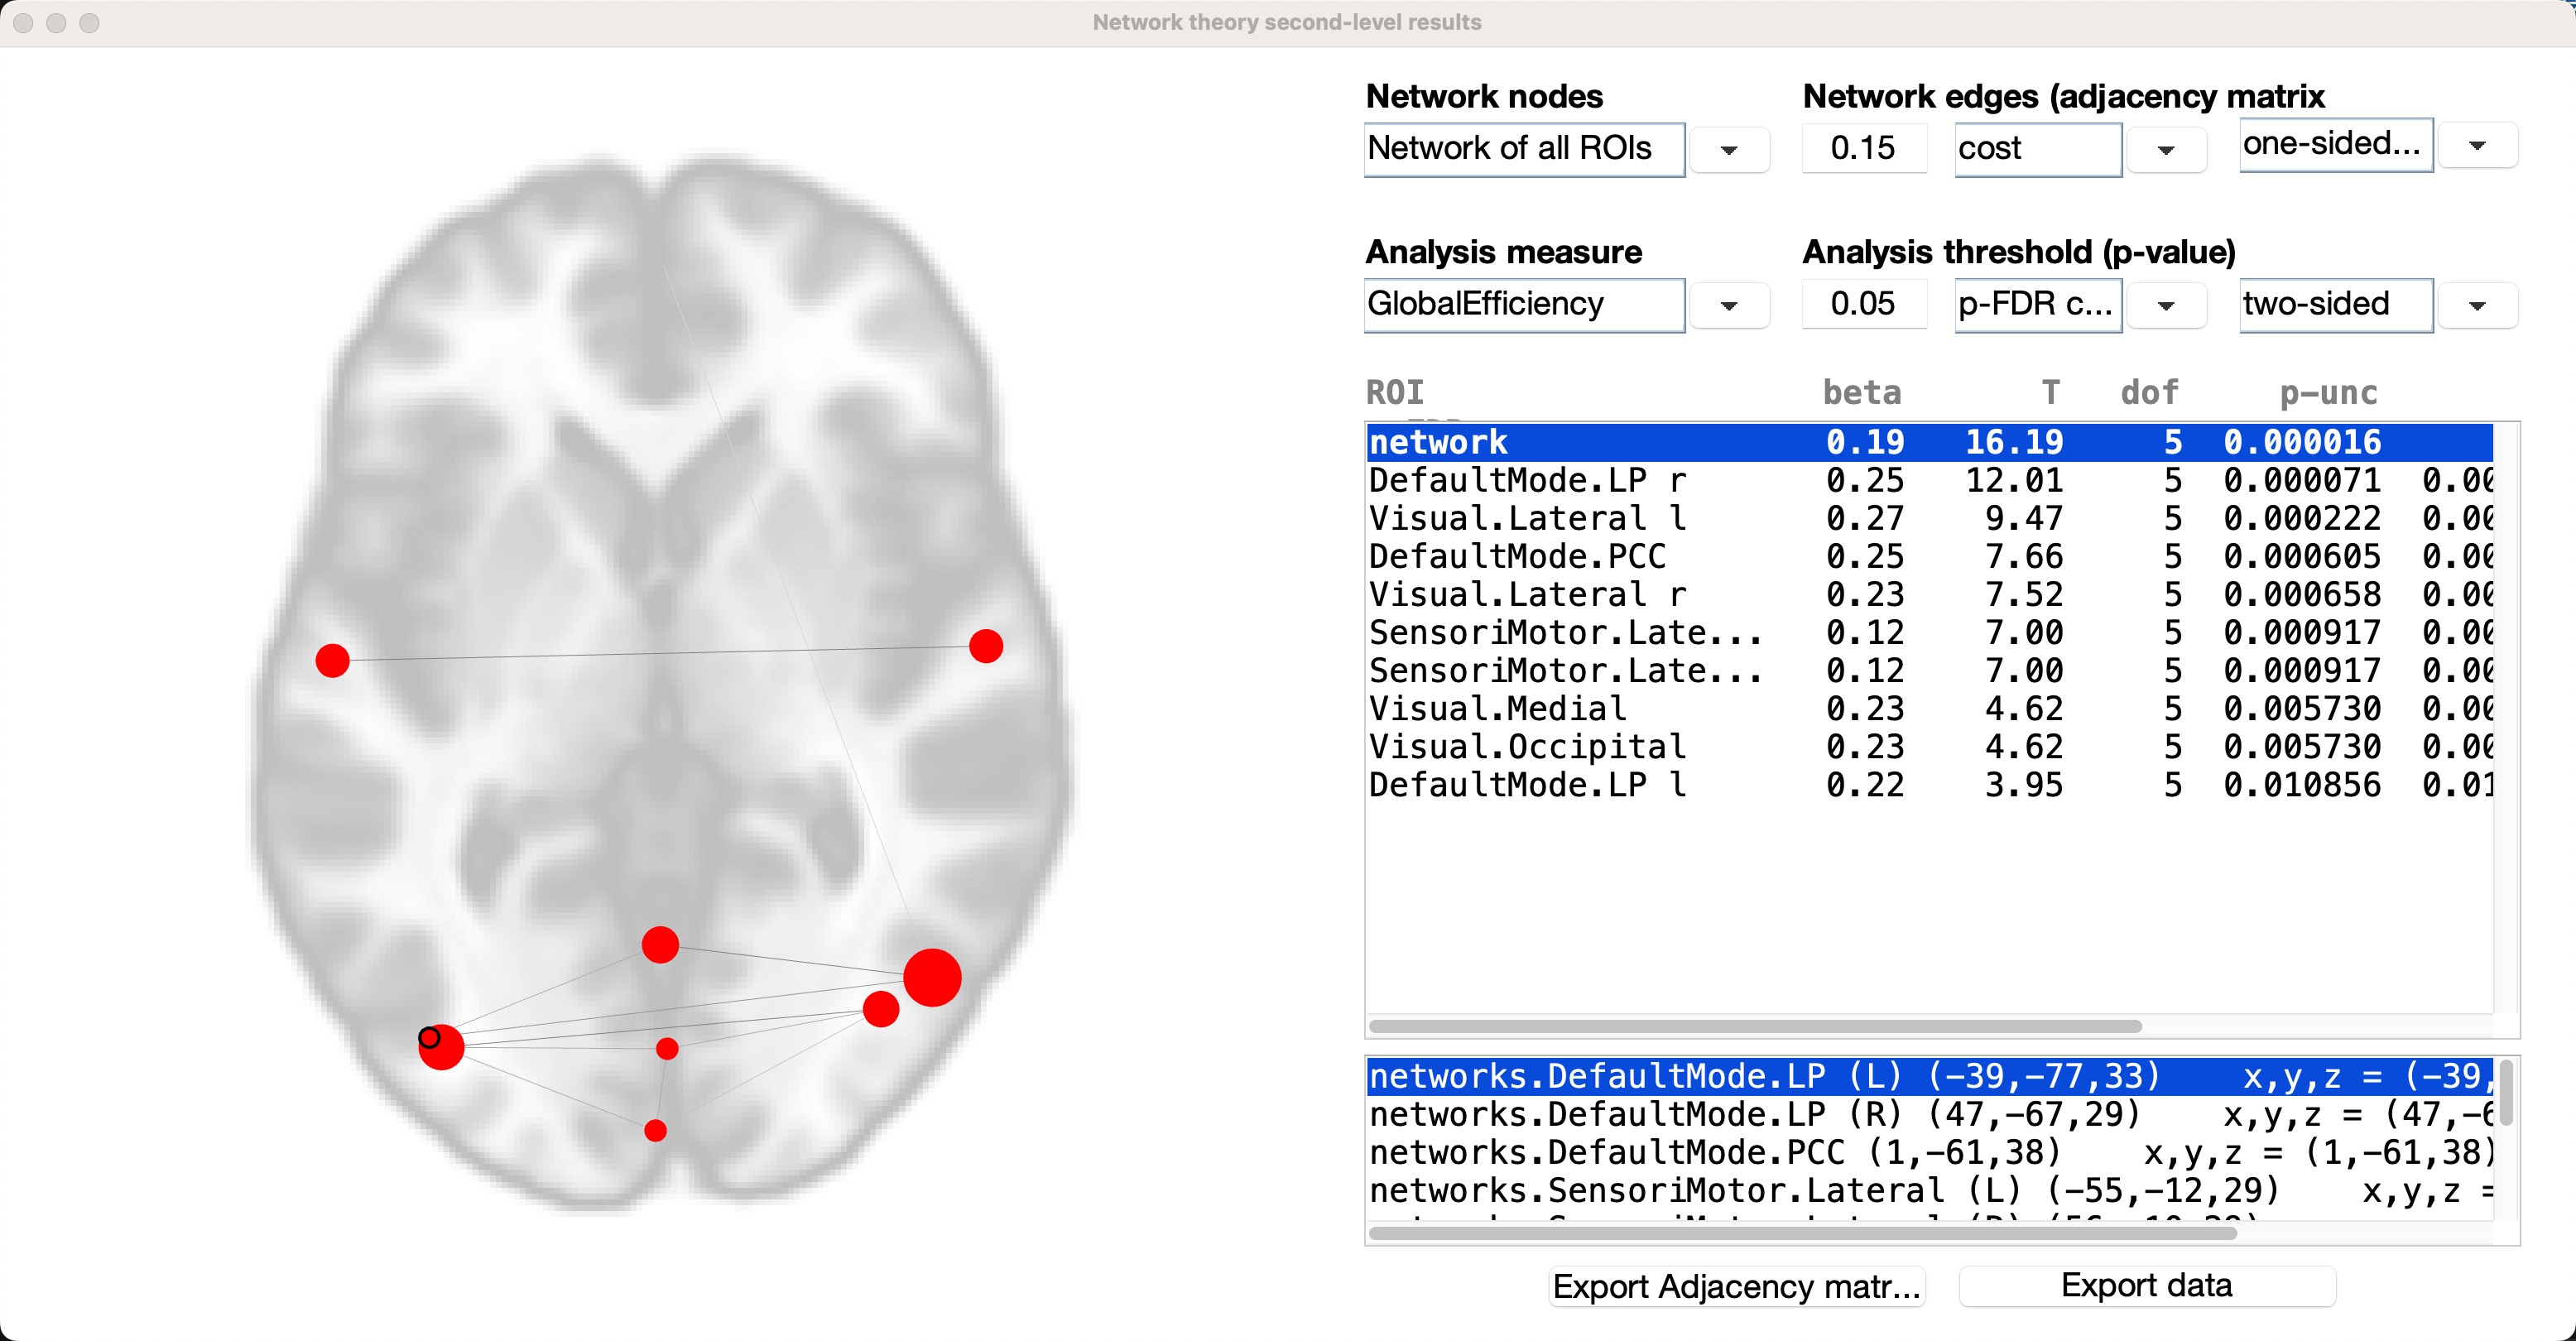 Network theory second-level results
Network nodes
Network edges (adjacency matrix
Network of all ROIs
0.15
cost
one-sided...
Analysis measure
Analysis threshold (p-value)
GlobalEfficiency
0.05
p-FDR c...
two-sided
ROI beta T dof p-unc
network 0.19 16.19 5 0.000016
DefaultMode.LP r 0.25 12.01 5 0.000071 0.00
Visual.Lateral l 0.27 9.47 5 0.000222 0.00
DefaultMode.PCC 0.25 7.66 5 0.000605 0.00
Visual.Lateral r 0.23 7.52 5 0.000658 0.00
SensoriMotor.Late... 0.12 7.00 5 0.000917 0.00
SensoriMotor.Late... 0.12 7.00 5 0.000917 0.00
Visual.Medial 0.23 4.62 5 0.005730 0.00
Visual.Occipital 0.23 4.62 5 0.005730 0.00
DefaultMode.LP l 0.22 3.95 5 0.010856 0.01
networks.DefaultMode.LP (L) (-39,-77,33) x,y,z = (-39,
networks.DefaultMode.LP (R) (47,-67,29) x,y,z = (47,-6
networks.DefaultMode.PCC (1,-61,38) x,y,z = (1,-61,38)
networks.SensoriMotor.Lateral (L) (-55,-12,29) x,y,z =
Export Adjacency matr...
Export data